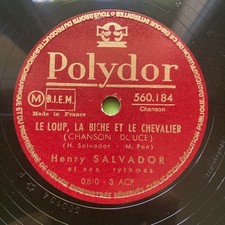 Polydor
M B.I.E.M. 560.184
Made in France Chanson
LE LOUP, LA BICHE ET LE CHEVALIER
(CHANSON DLUCE)
(H. Salvador - M. Pon)
Henry SALVADOR
et ses rythmes
0810 - 3 ACP